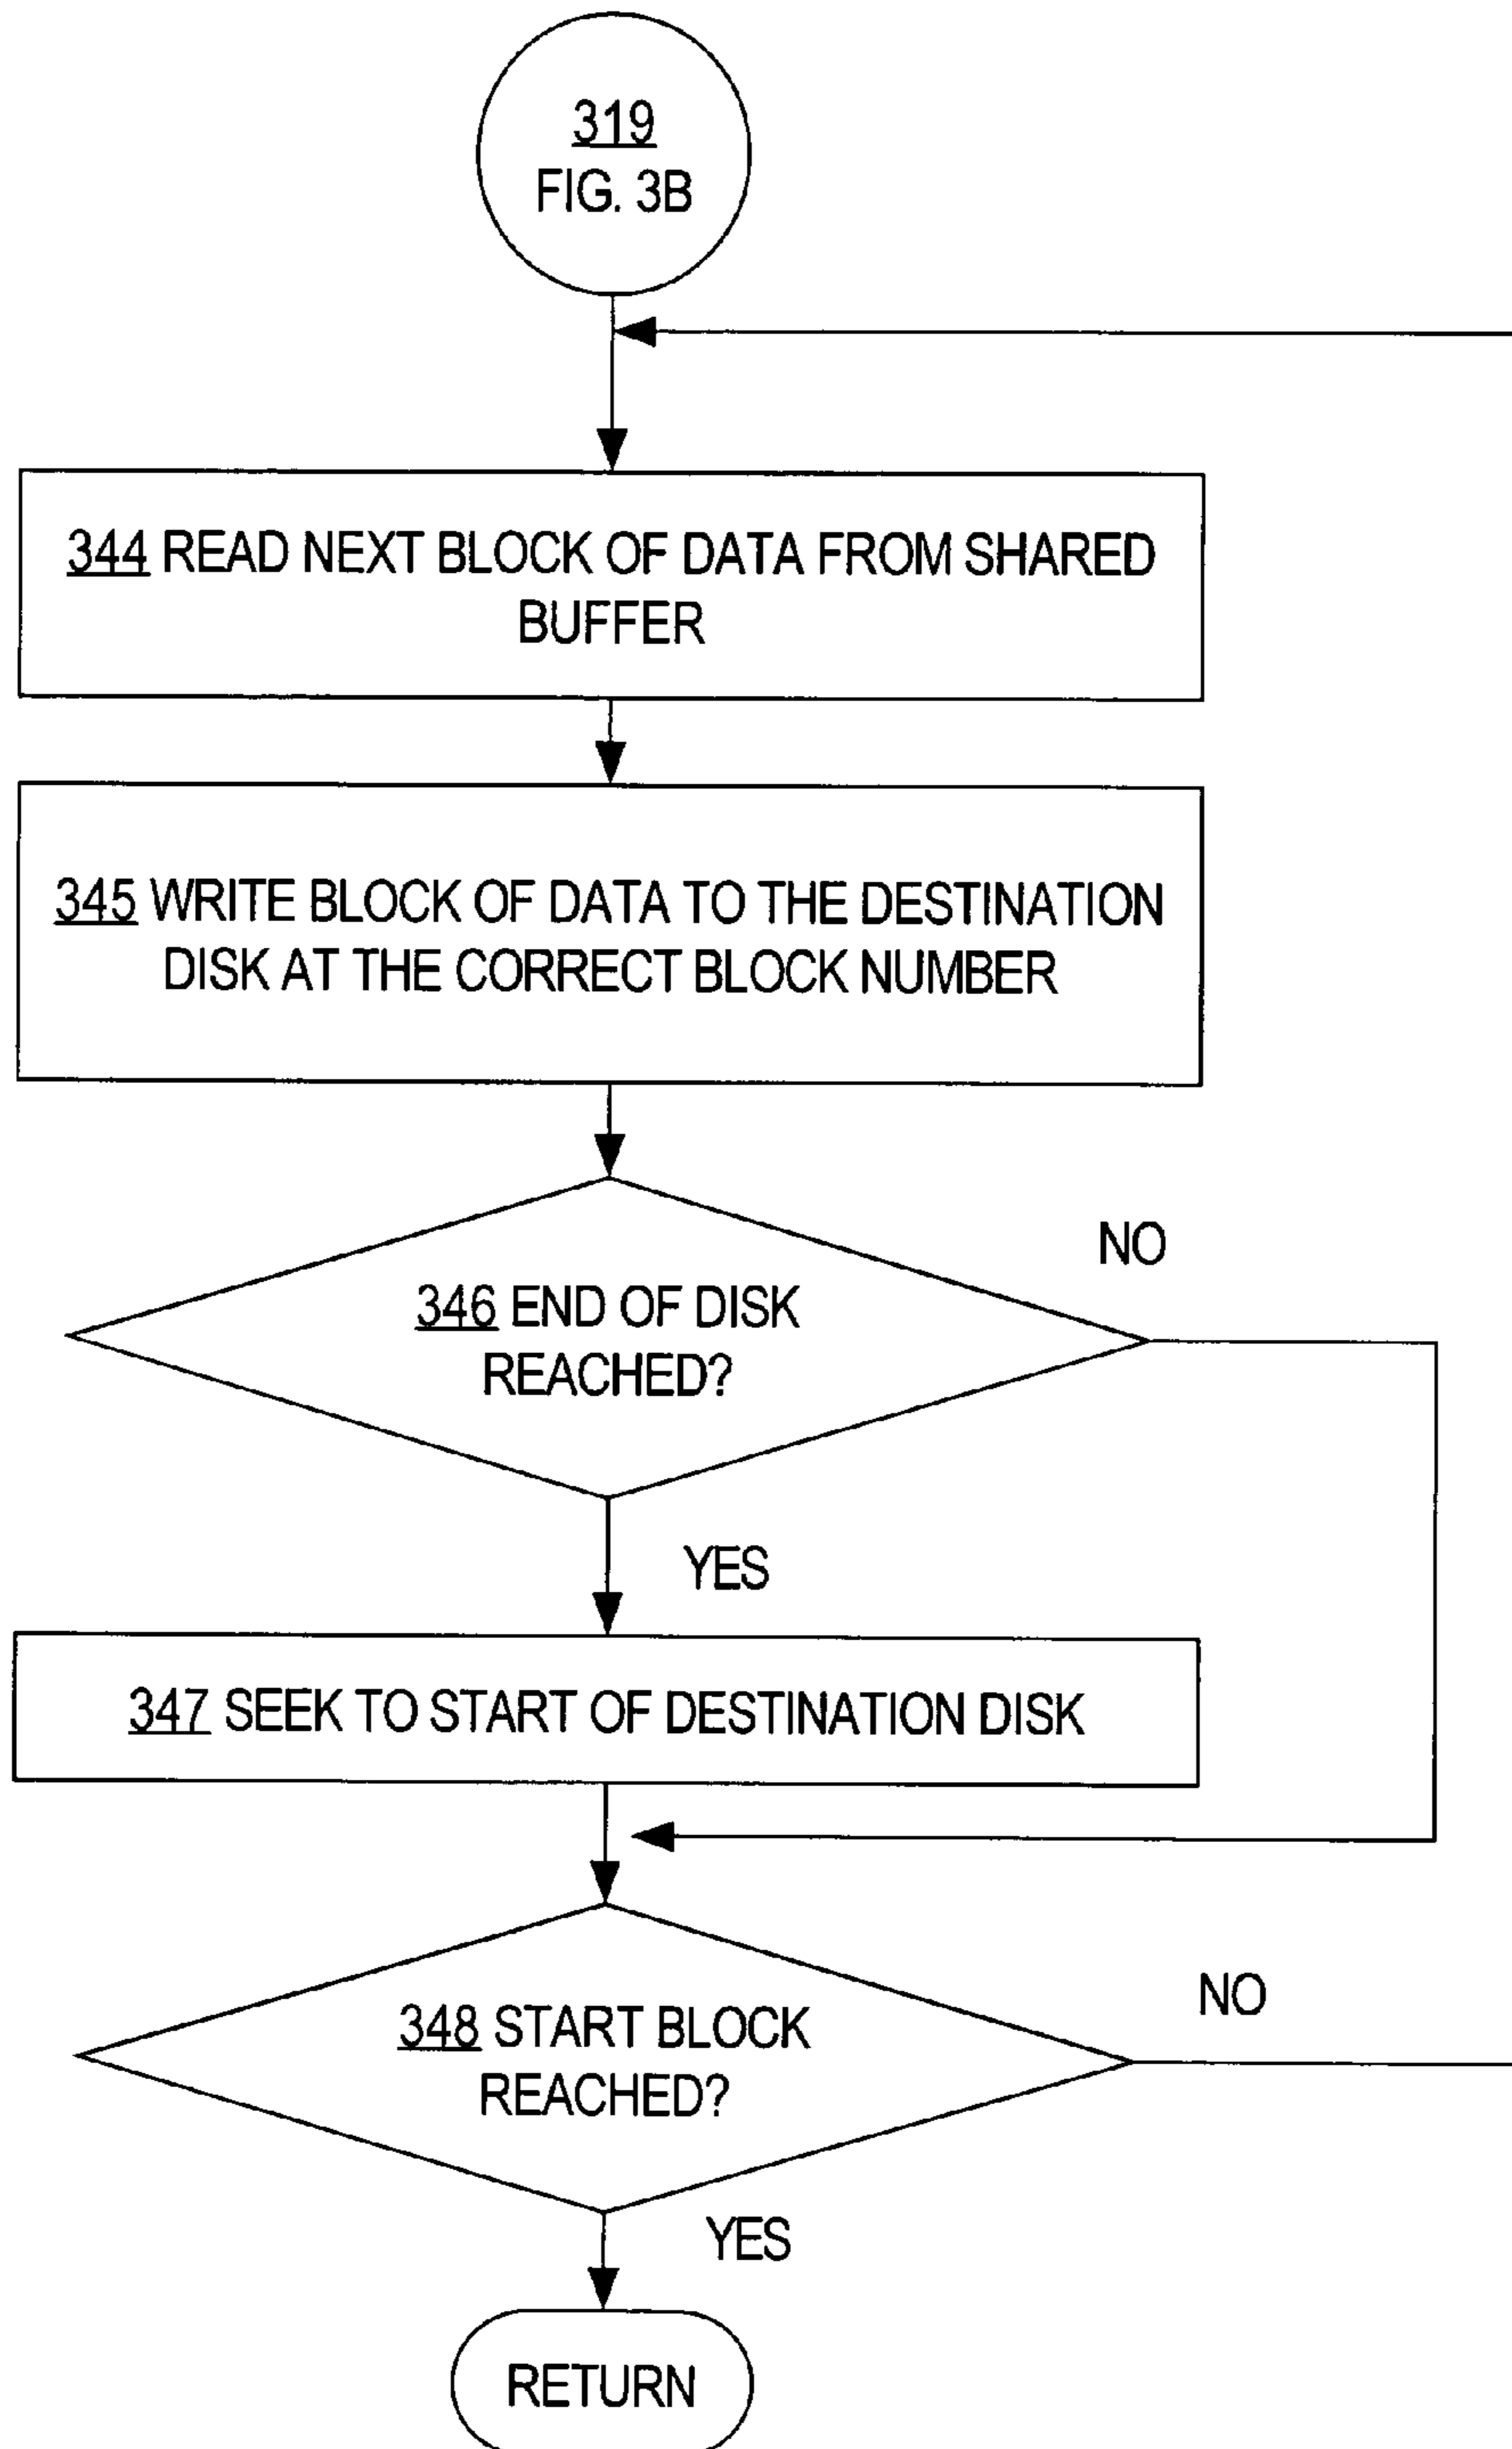 319
FIG. 3B
344 READ NEXT BLOCK OF DATA FROM SHARED
BUFFER
345 WRITE BLOCK OF DATA TO THE DESTINATION
DISK AT THE CORRECT BLOCK NUMBER
NO
346 END OF DISK
REACHED?
YES
347 SEEK TO START OF DESTINATION DISK
NO
348 START BLOCK
REACHED?
YES
RETURN